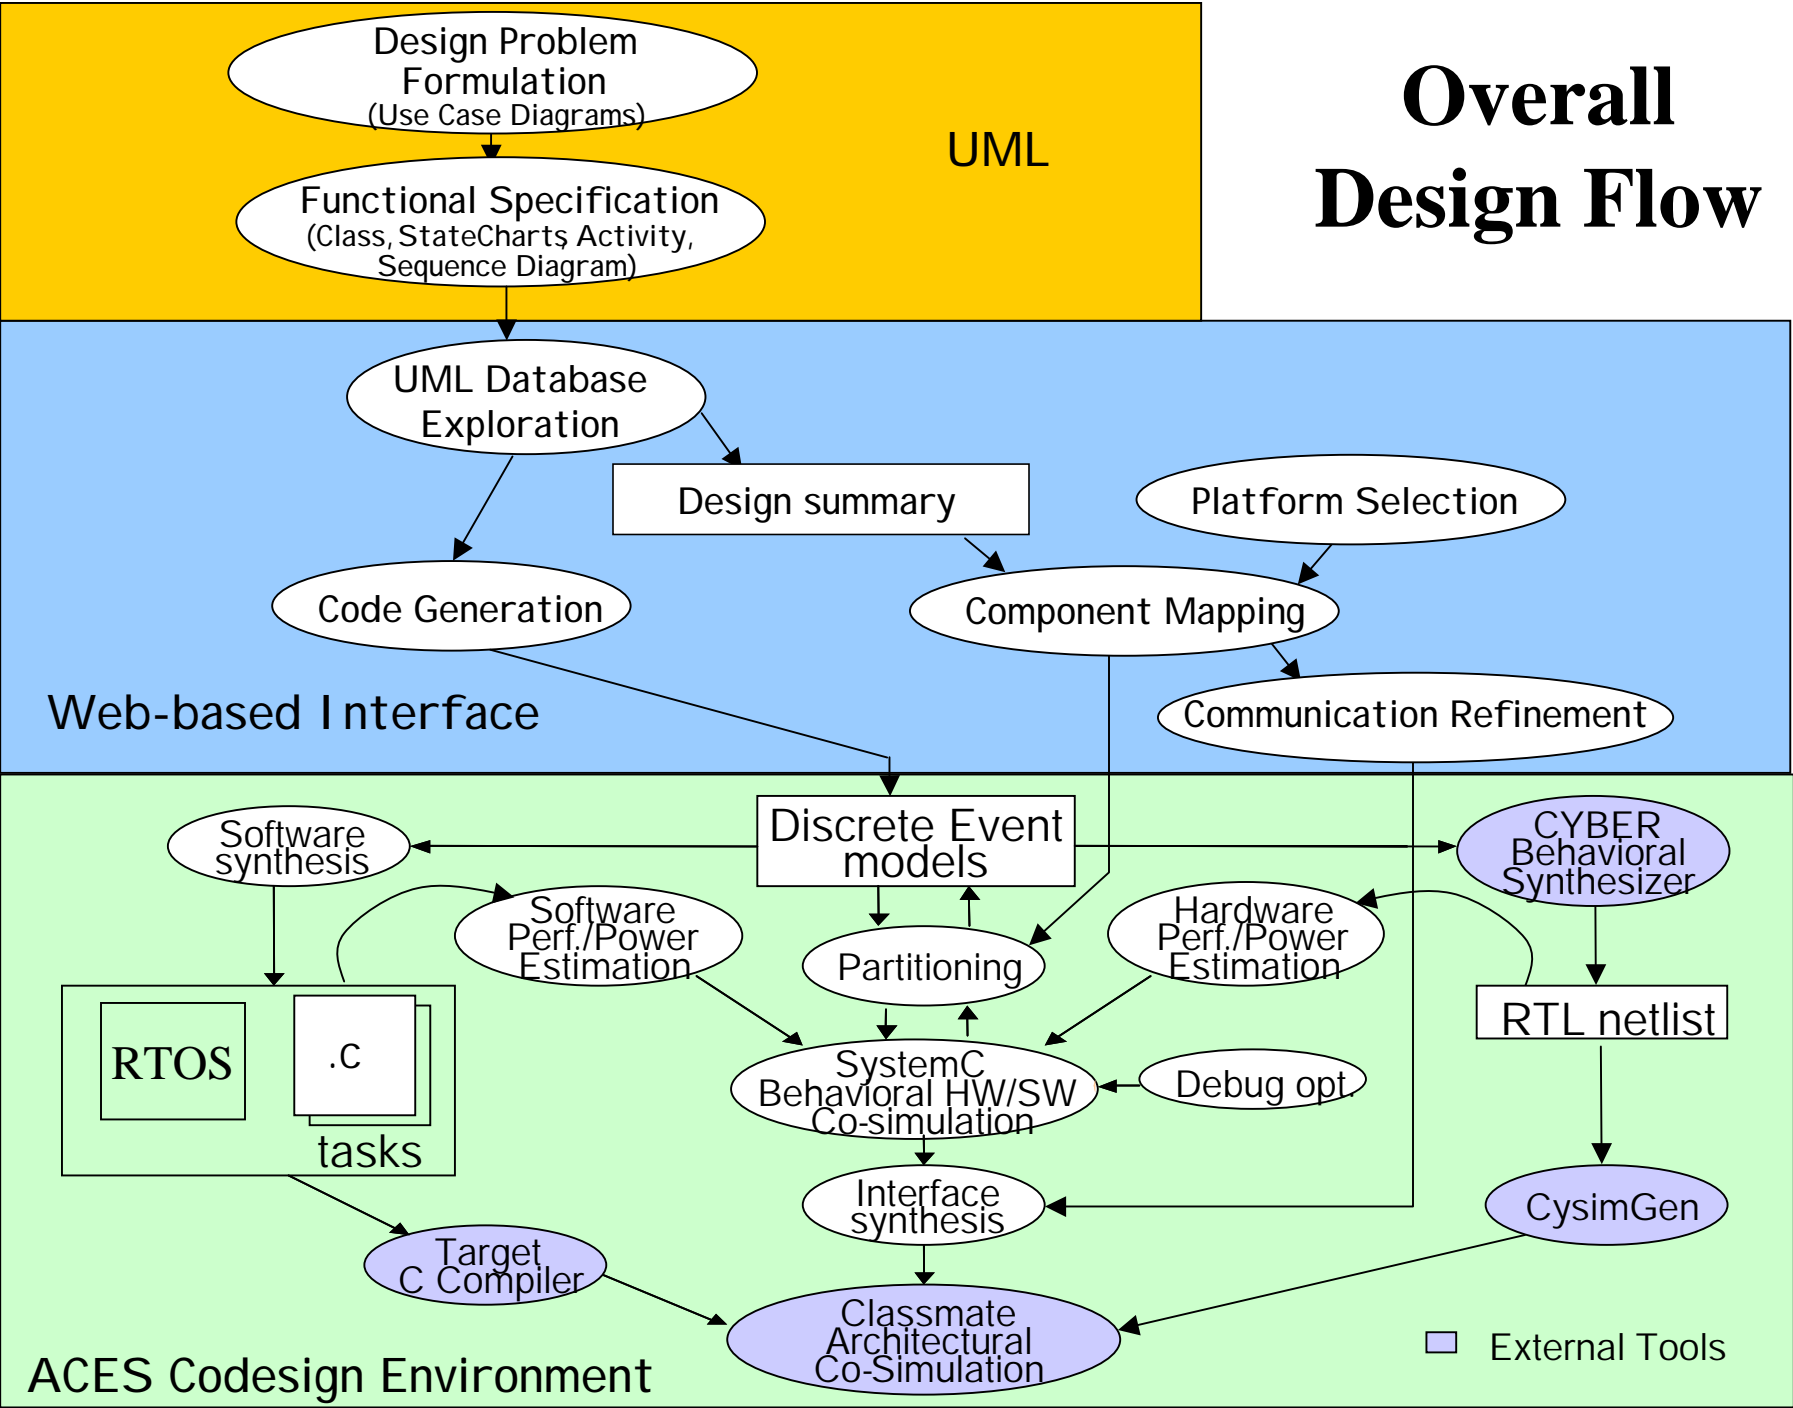 Overall
Design Flow
Design Problem
Formulation
(Use Case Diagrams)
UML
Functional Specification
(Class, StateCharts, Activity,
Sequence Diagram)
UML Database
Exploration
Design summary
Platform Selection
Code Generation
Component Mapping
Communication Refinement
Web-based Interface
Software
synthesis
Discrete Event
models
CYBER
Behavioral
Synthesizer
Software
Perf./Power
Estimation
Partitioning
Hardware
Perf./Power
Estimation
RTOS
.C
tasks
RTL netlist
SystemC
Behavioral HW/SW
Co-simulation
Debug opt.
Interface
synthesis
CysimGen
Target
C Compiler
Classmate
Architectural
Co-Simulation
External Tools
ACES Codesign Environment